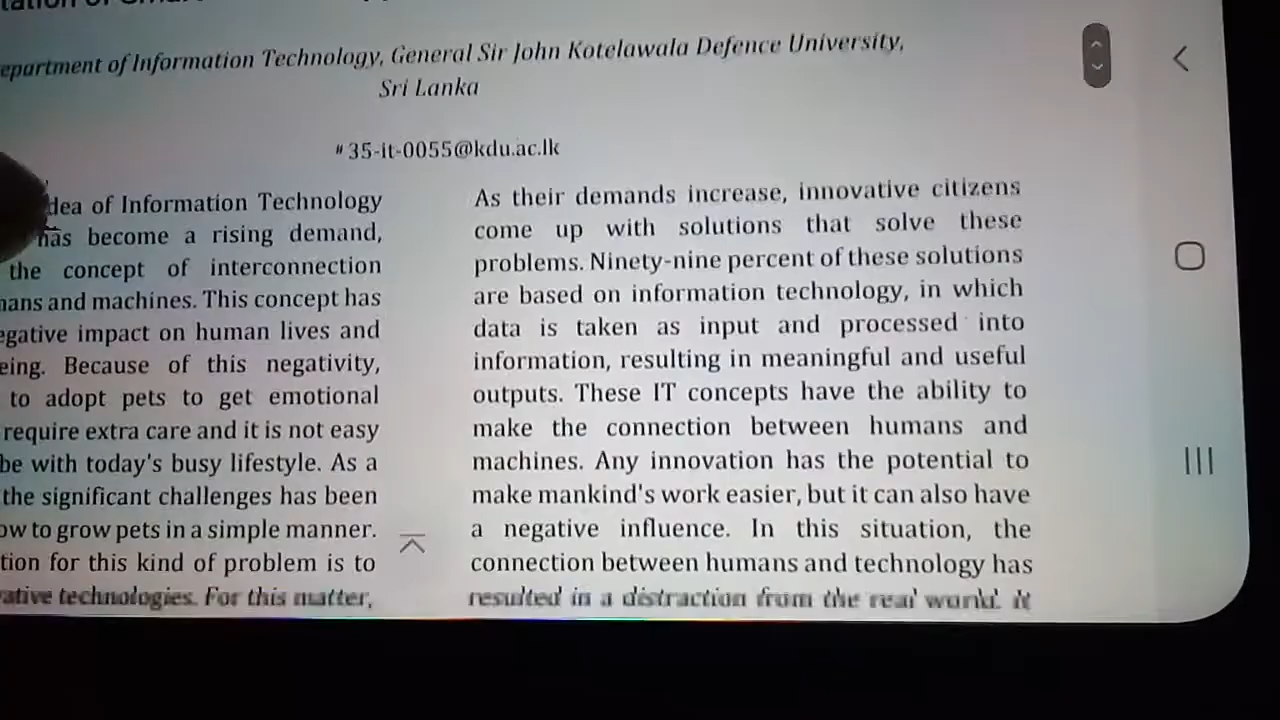 epartment of Information Technology, General Sir John Kotelawala Defence University,
Sri Lanka
# 35-it-0055@kdu.ac.lk
dea of Information Technology
has become a rising demand,
the concept of interconnection
mans and machines. This concept has
egative impact on human lives and
eing. Because of this negativity,
to adopt pets to get emotional
require extra care and it is not easy
be with today's busy lifestyle. As a
the significant challenges has been
ow to grow pets in a simple manner.
tion for this kind of problem is to
ative technologies. For this matter,
As their demands increase, innovative citizens
come up with solutions that solve these
problems. Ninety-nine percent of these solutions
are based on information technology, in which
data is taken as input and processed into
information, resulting in meaningful and useful
outputs. These IT concepts have the ability to
make the connection between humans and
machines. Any innovation has the potential to
make mankind's work easier, but it can also have
a negative influence. In this situation, the
connection between humans and technology has
resulted in a distraction from the real world. It